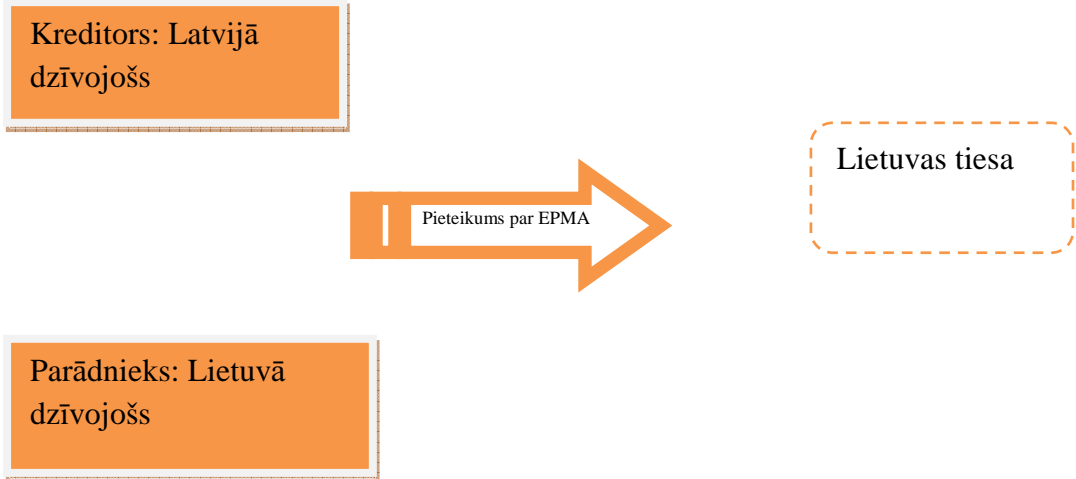 Kreditors: Latvijā
dzīvojošs
Lietuvas tiesa
Pieteikums par EPMA
Parādnieks: Lietuvā
dzīvojošs